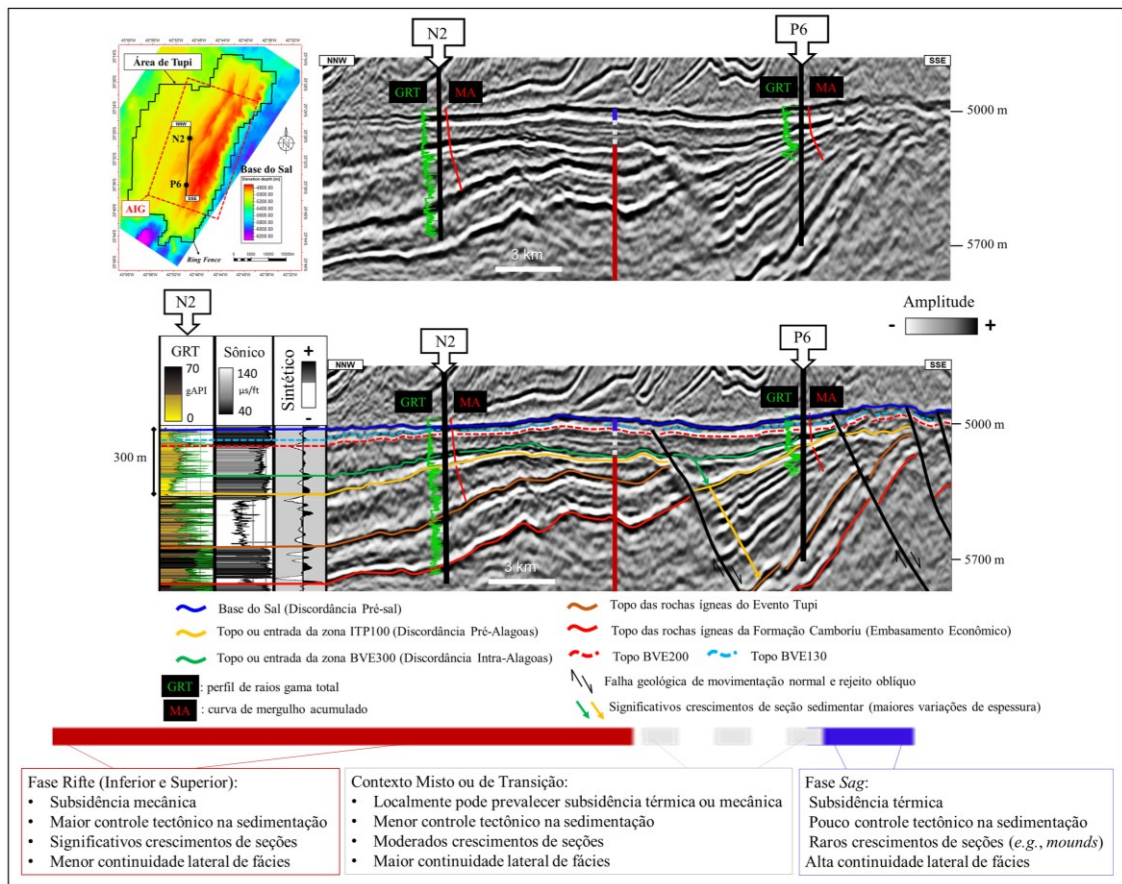 Área de Tupi
NNW
N2
P6
SSE
AIG
Ring Fence
Base do Sal
Elevation depth [m]
N2
P6
NNW
SSE
GRT
MA
GRT
MA
5000 m
5700 m
3 km
Amplitude
- +
N2
GRT
70
gAPI
0
Sônico
140
µs/ft
40
Sintético
+
-
300 m
N2
P6
NNW
SSE
GRT
MA
GRT
MA
5000 m
5700 m
3 km
Base do Sal (Discordância Pré-sal)
Topo ou entrada da zona ITP100 (Discordância Pré-Alagoas)
Topo ou entrada da zona BVE300 (Discordância Intra-Alagoas)
GRT : perfil de raios gama total
MA : curva de mergulho acumulado
Topo das rochas ígneas do Evento Tupi
Topo das rochas ígneas da Formação Camboríu (Embasamento Econômico)
Topo BVE200 Topo BVE130
Falha geológica de movimentação normal e rejeito oblíquo
Significativos crescimentos de seção sedimentar (maiores variações de espessura)
Fase Rifte (Inferior e Superior):
• Subsidência mecânica
• Maior controle tectônico na sedimentação
• Significativos crescimentos de seções
• Menor continuidade lateral de fácies
Contexto Misto ou de Transição:
• Localmente pode prevalecer subsidência térmica ou mecânica
• Menor controle tectônico na sedimentação
• Moderados crescimentos de seções
• Maior continuidade lateral de fácies
Fase Sag:
Subsidência térmica
Pouco controle tectônico na sedimentação
Raros crescimentos de seções (e.g., mounds)
Alta continuidade lateral de fácies